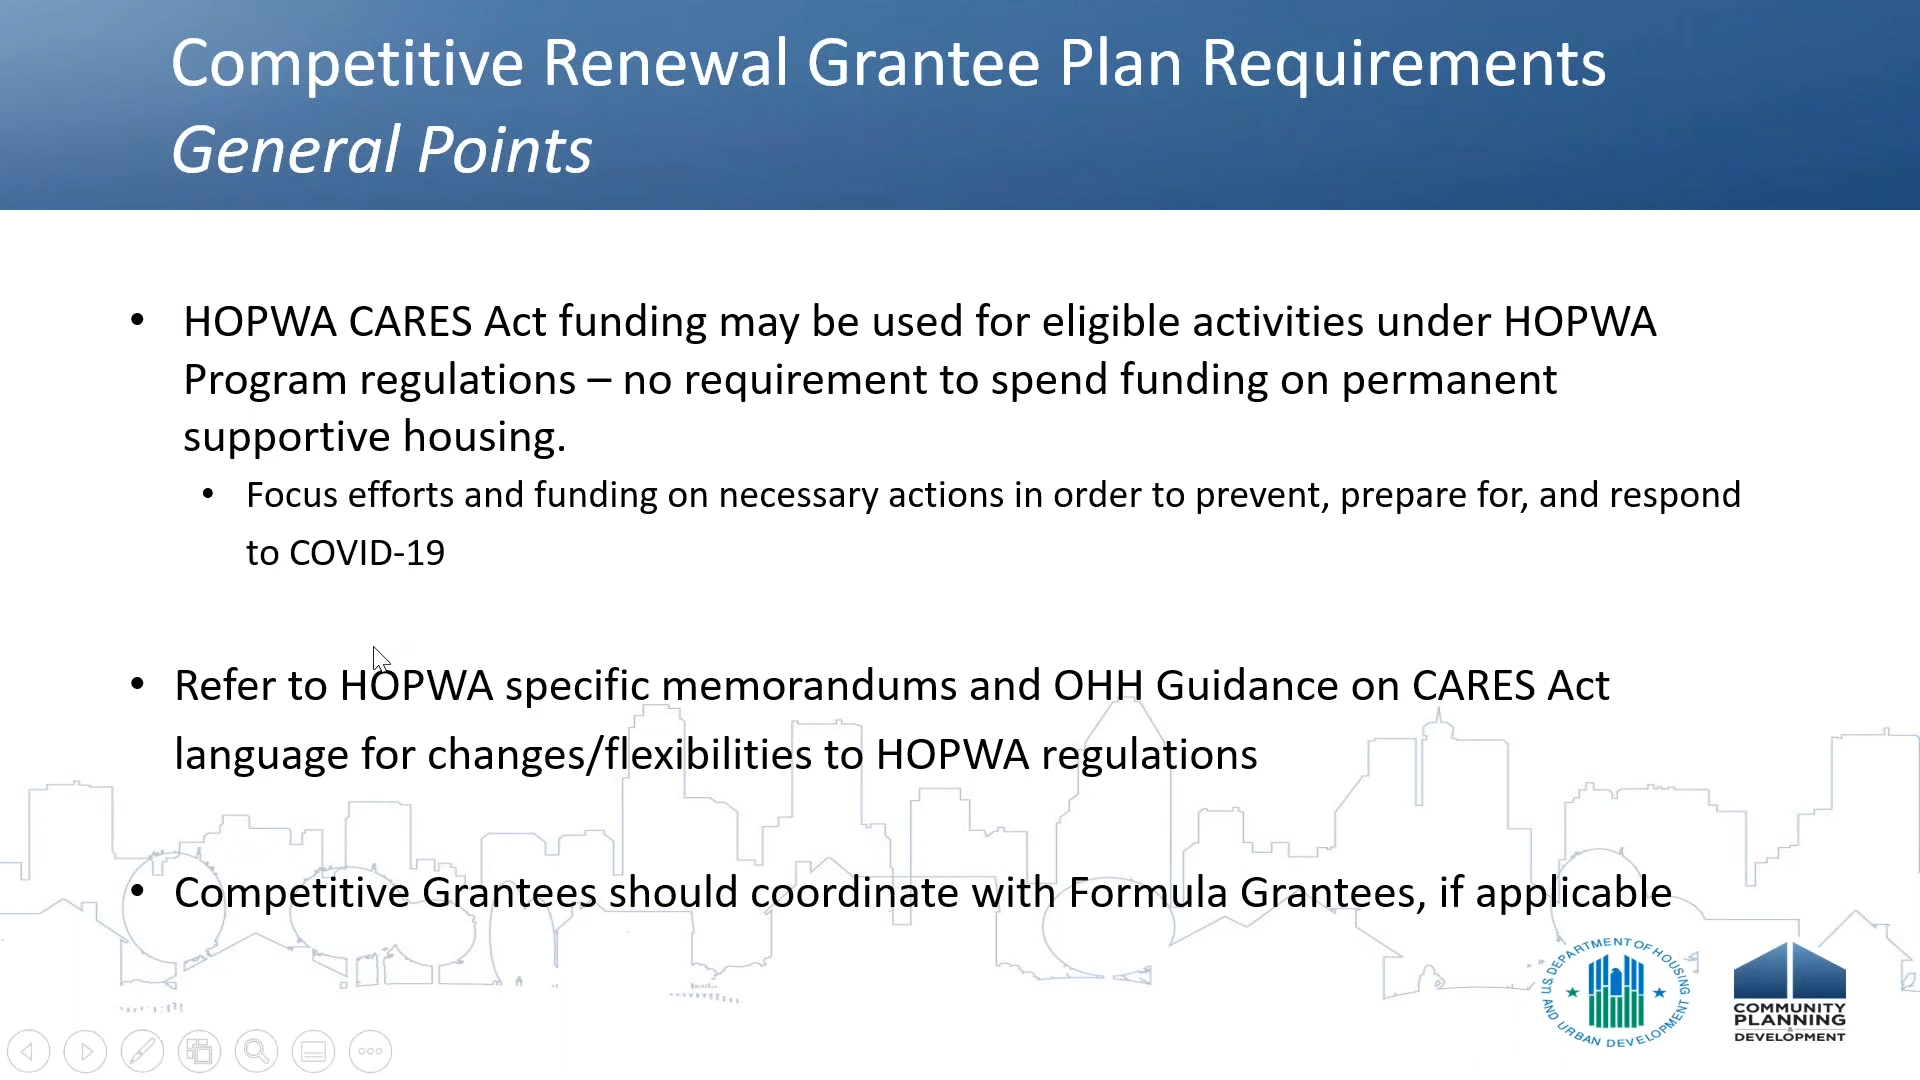 Competitive Renewal Grantee Plan Requirements
General Points
• HOPWA CARES Act funding may be used for eligible activities under HOPWA
Program regulations – no requirement to spend funding on permanent
supportive housing.
• Focus efforts and funding on necessary actions in order to prevent, prepare for, and respond
to COVID-19
• Refer to HOPWA specific memorandums and OHH Guidance on CARES Act
language for changes/flexibilities to HOPWA regulations
• Competitive Grantees should coordinate with Formula Grantees, if applicable
U.S. DEPARTMENT OF HOUSING
AND URBAN DEVELOPMENT
COMMUNITY
PLANNING
&
DEVELOPMENT